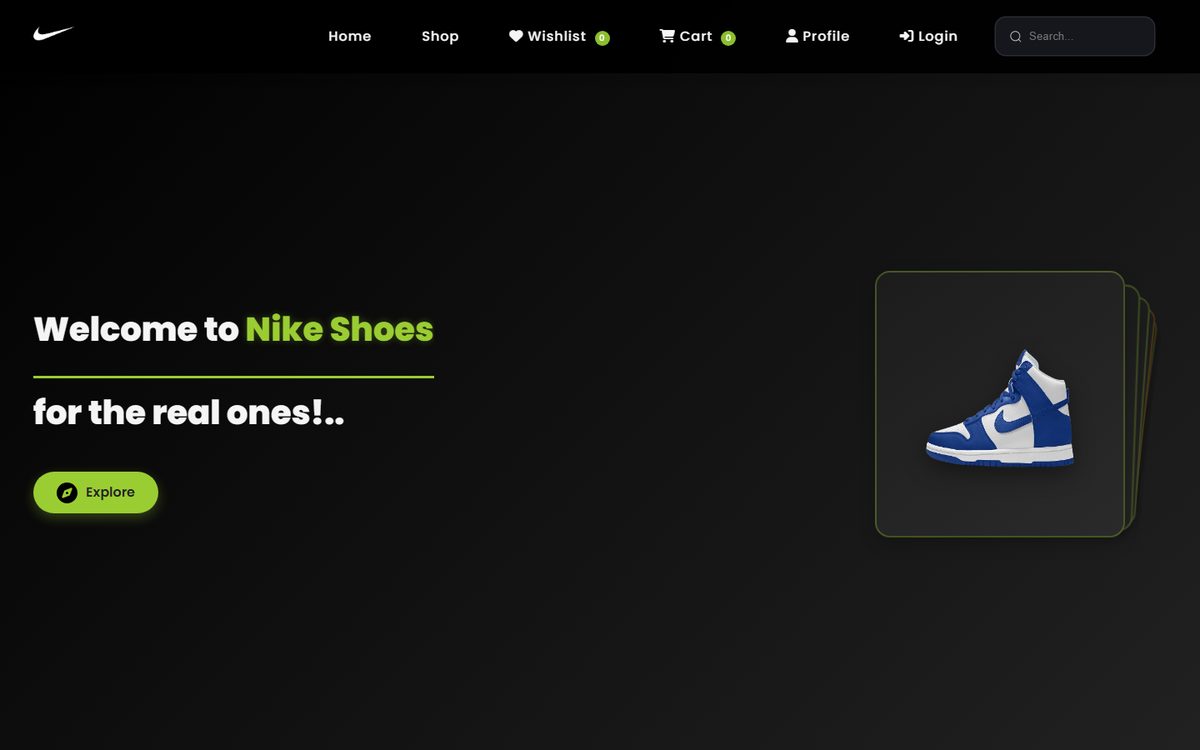 Home Shop Wishlist 0 Cart 0 Profile Login Search...
Welcome to Nike Shoes
for the real ones!..
Explore